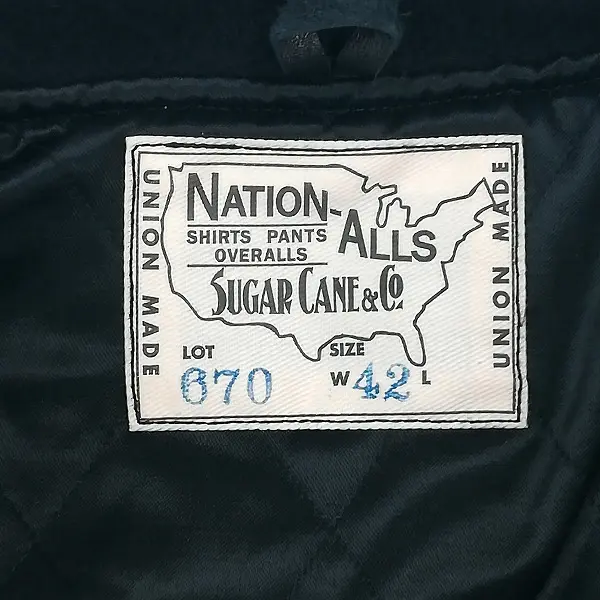 UNION MADE
NATION-ALLS
SHIRTS PANTS
OVERALLS
SUGAR CANE & CO.
LOT
670
SIZE
W 42 L
UNION MADE